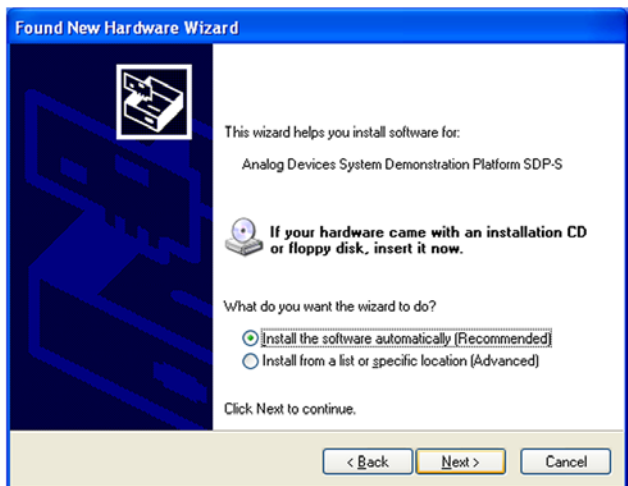 Found New Hardware Wizard
This wizard helps you install software for:
Analog Devices System Demonstration Platform SDP-S
If your hardware came with an installation CD
or floppy disk, insert it now.
What do you want the wizard to do?
Install the software automatically (Recommended)
Install from a list or specific location (Advanced)
Click Next to continue.
< Back Next > Cancel